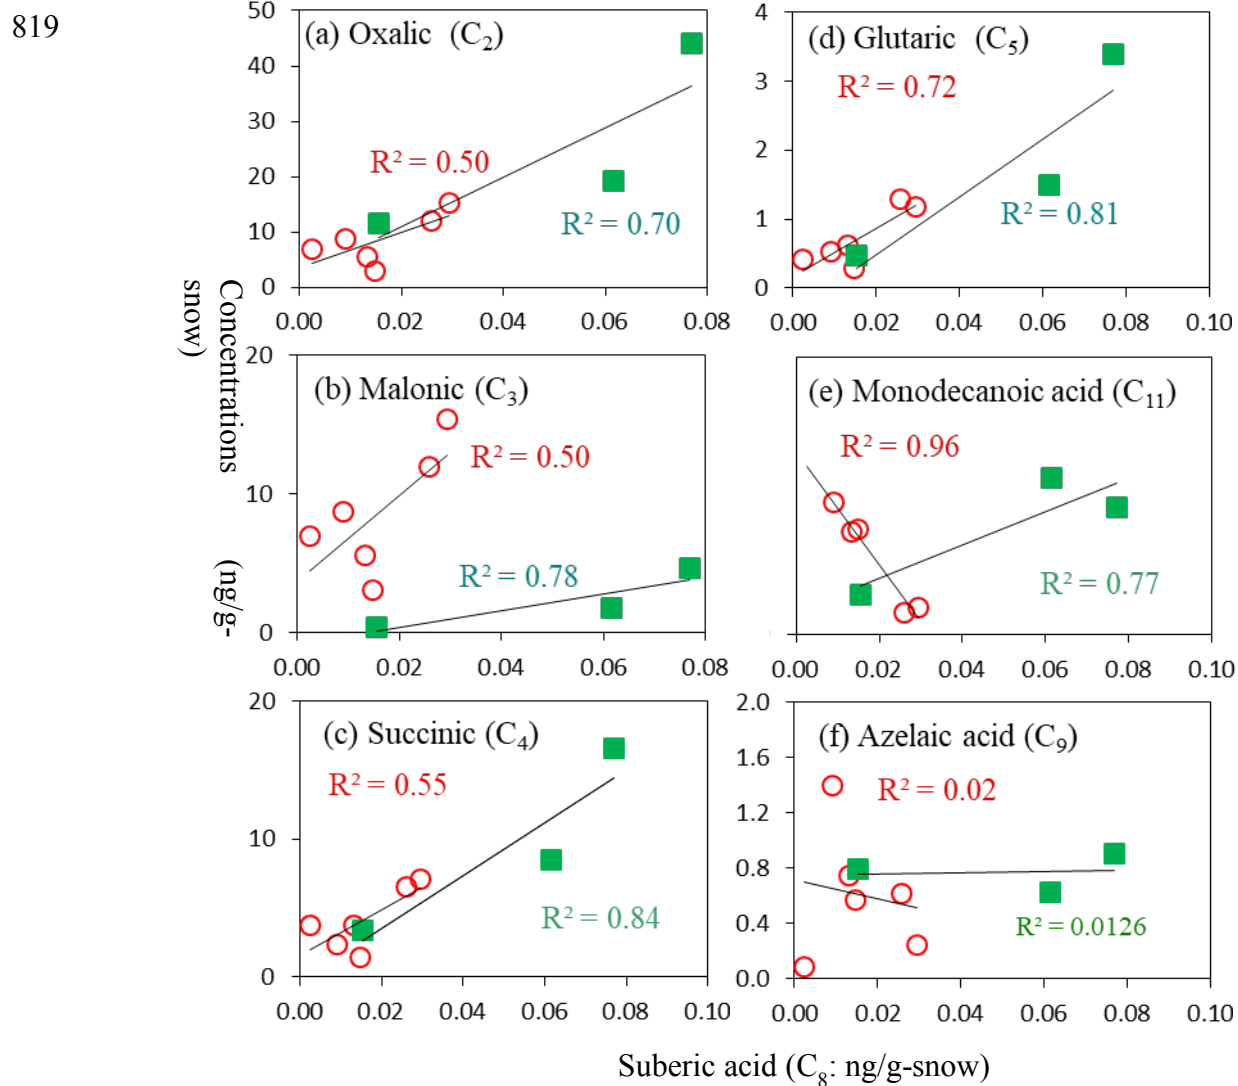 819
(a) Oxalic (C₂)
R² = 0.50
R² = 0.70
50
40
30
20
10
0
0.00 0.02 0.04 0.06 0.08
(d) Glutaric (C₅)
R² = 0.72
R² = 0.81
4
3
2
1
0
0.00 0.02 0.04 0.06 0.08 0.10
Concentrations
(ng/g-
snow)
(b) Malonic (C₃)
R² = 0.50
R² = 0.78
20
10
0
0.00 0.02 0.04 0.06 0.08
(e) Monodecanoic acid (C₁₁)
R² = 0.96
R² = 0.77
0.00 0.02 0.04 0.06 0.08 0.10
(c) Succinic (C₄)
R² = 0.55
R² = 0.84
20
10
0
0.00 0.02 0.04 0.06 0.08 0.10
(f) Azelaic acid (C₉)
R² = 0.02
R² = 0.0126
2.0
1.6
1.2
0.8
0.4
0.0
0.00 0.02 0.04 0.06 0.08 0.10
Suberic acid (C₈: ng/g-snow)